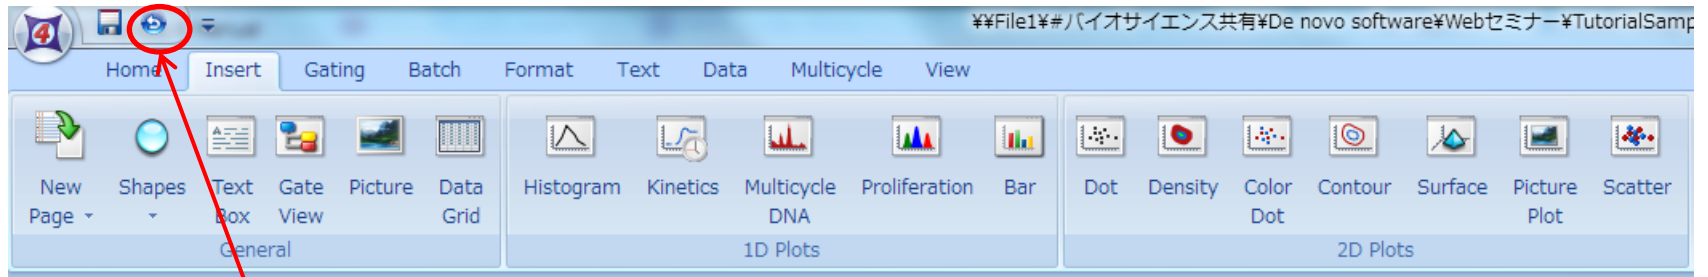 4 ¥¥File1¥#バイオサイエンス共有¥De novo software¥Webセミナー¥TutorialSamp
Home Insert Gating Batch Format Text Data Multicycle View
New Page Shapes Text Box Gate View Picture Data Grid Histogram Kinetics Multicycle DNA Proliferation Bar Dot Density Color Dot Contour Surface Picture Plot Scatter
General 1D Plots 2D Plots